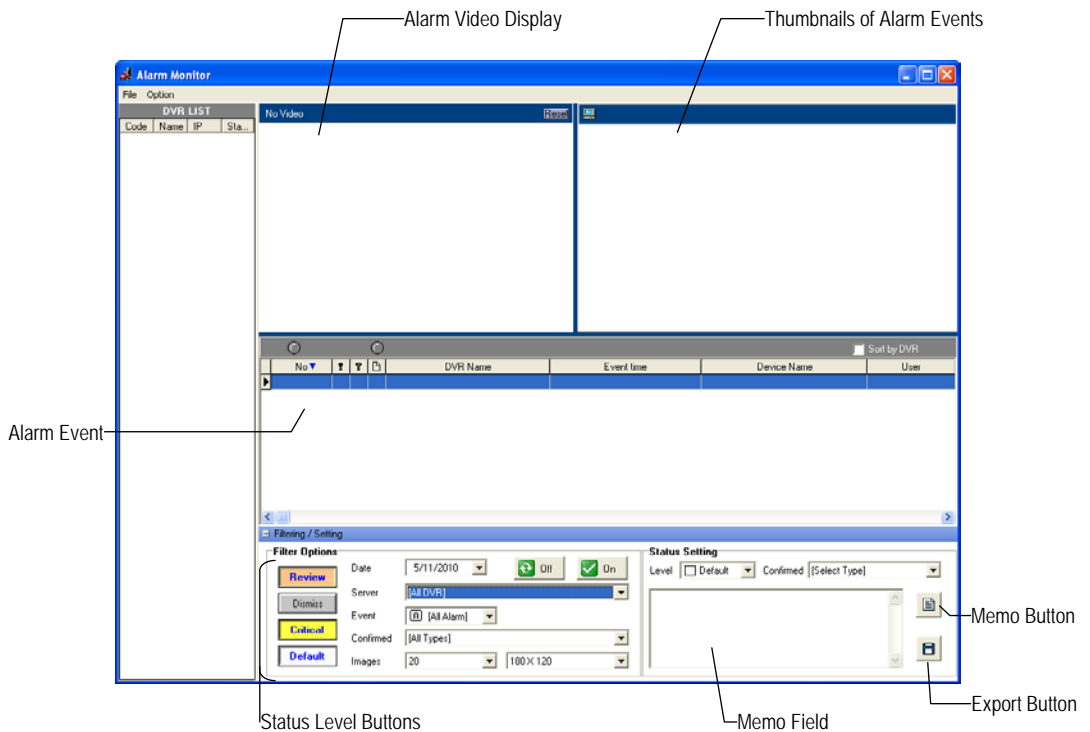 Alarm Video Display
Thumbnails of Alarm Events
Alarm Monitor
File Option
DVR LIST
Code Name IP Sta...
No Video Reset
Sort by DVR
No ! ? DVR Name Event time Device Name User
Alarm Event
Filtering / Setting
Filter Options
Review
Dismiss
Critical
Default
Date 5/11/2010 Off On
Server [All DVR]
Event [All Alarm]
Confirmed [All Types]
Images 20 180 X 120
Status Setting
Level Default Confirmed [Select Type]
Memo Button
Export Button
Status Level Buttons
Memo Field